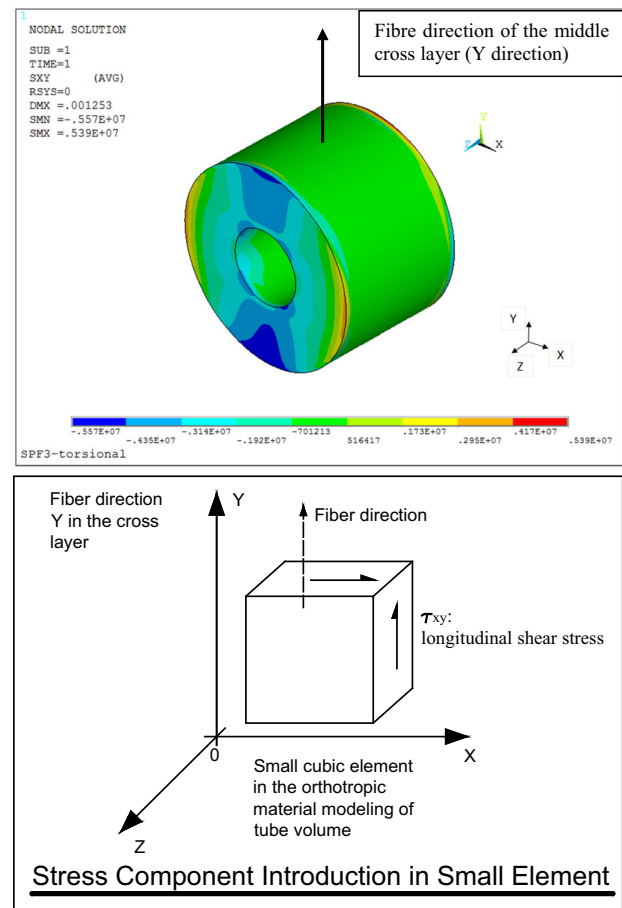 1
NODAL SOLUTION
SUB =1
TIME=1
SXY (AVG)
RSYS=0
DMX =.001253
SMN =-.557E+07
SMX =.539E+07
Fibre direction of the middle
cross layer (Y direction)
Y
Z
X
Y
X
Z
-.557E+07
-.435E+07
-.314E+07
-.192E+07
-701213
516417
.173E+07
.295E+07
.417E+07
.539E+07
SPF3-torsional
Fiber direction
Y in the cross
layer
Y
Fiber direction
τxy:
longitudinal shear stress
0
X
Small cubic element
in the orthotropic
material modeling of
tube volume
Z
Stress Component Introduction in Small Element